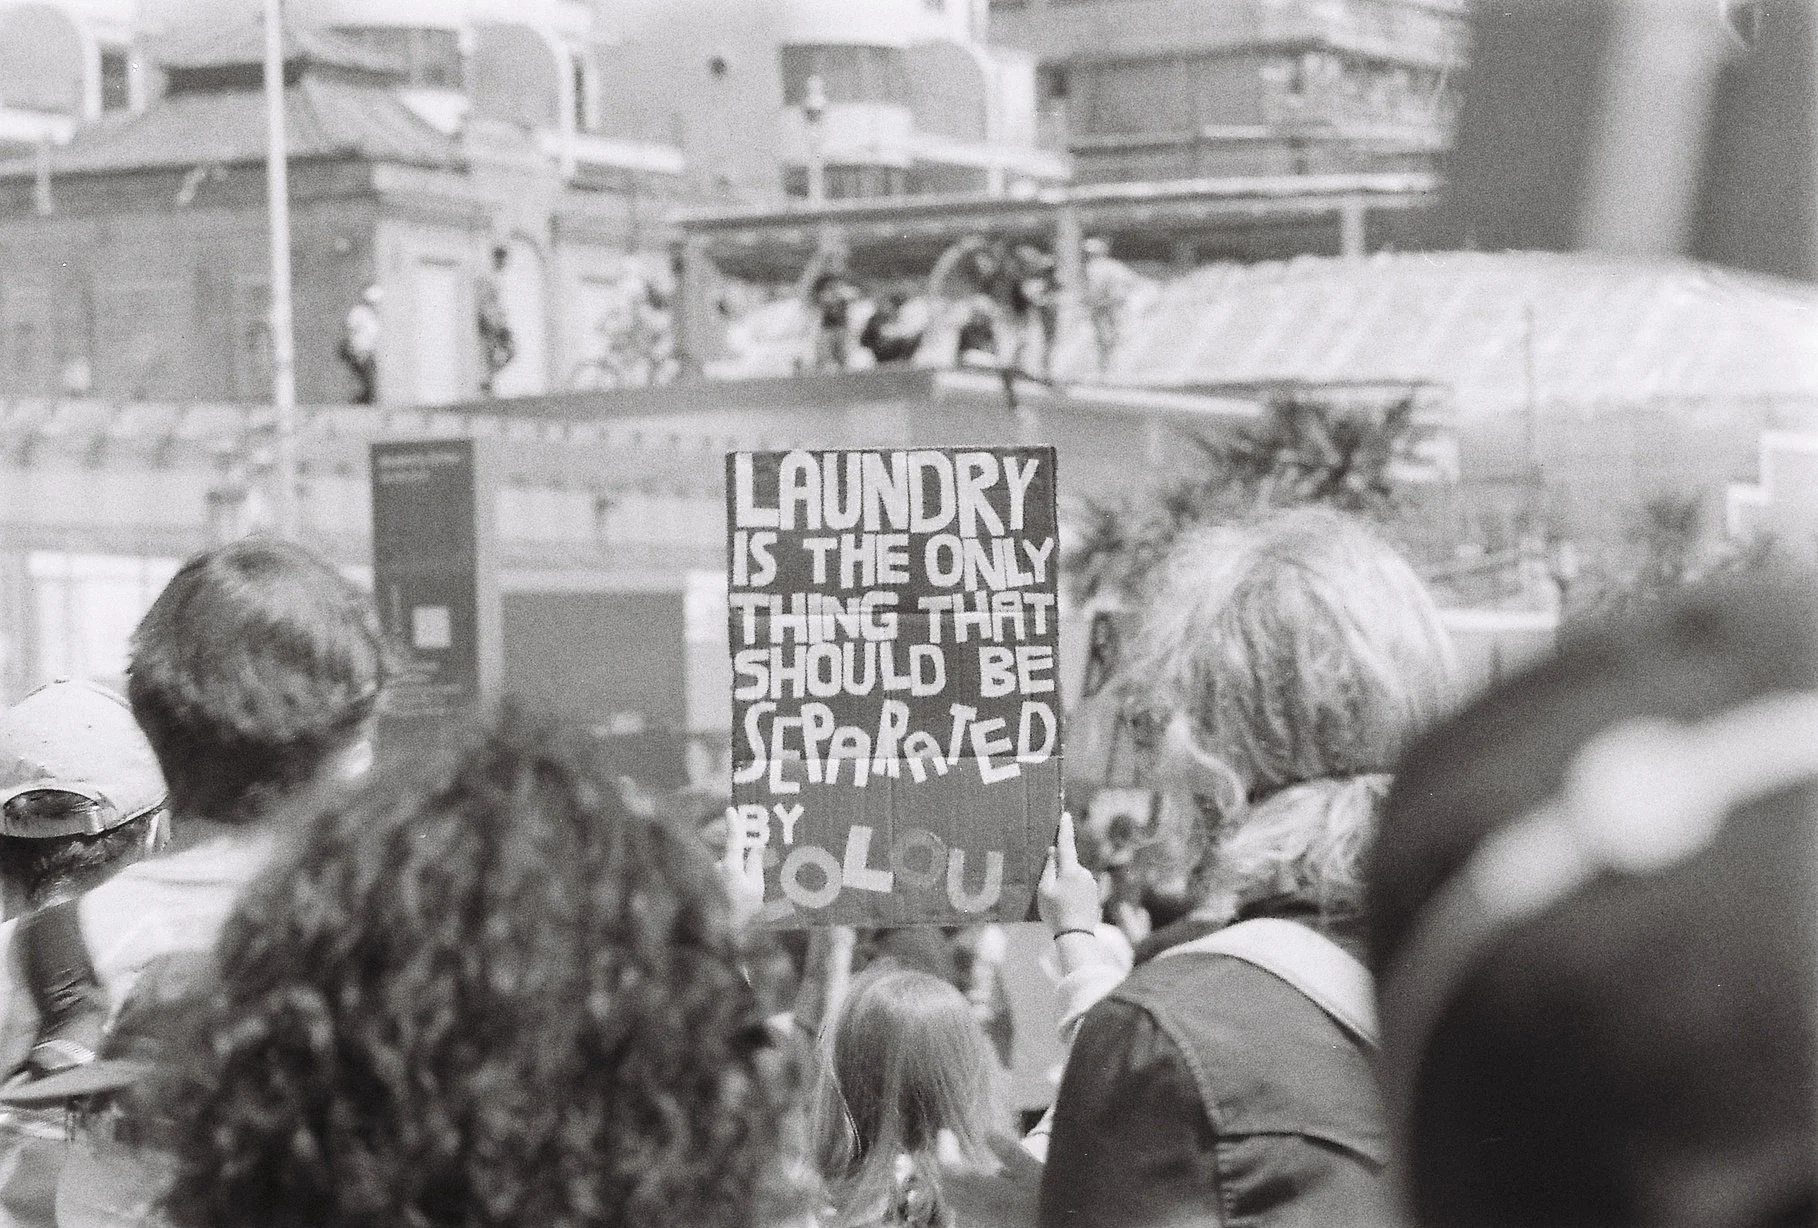 LAUNDRY
IS THE ONLY
THING THAT
SHOULD BE
SEPARATED
BY
COLOU